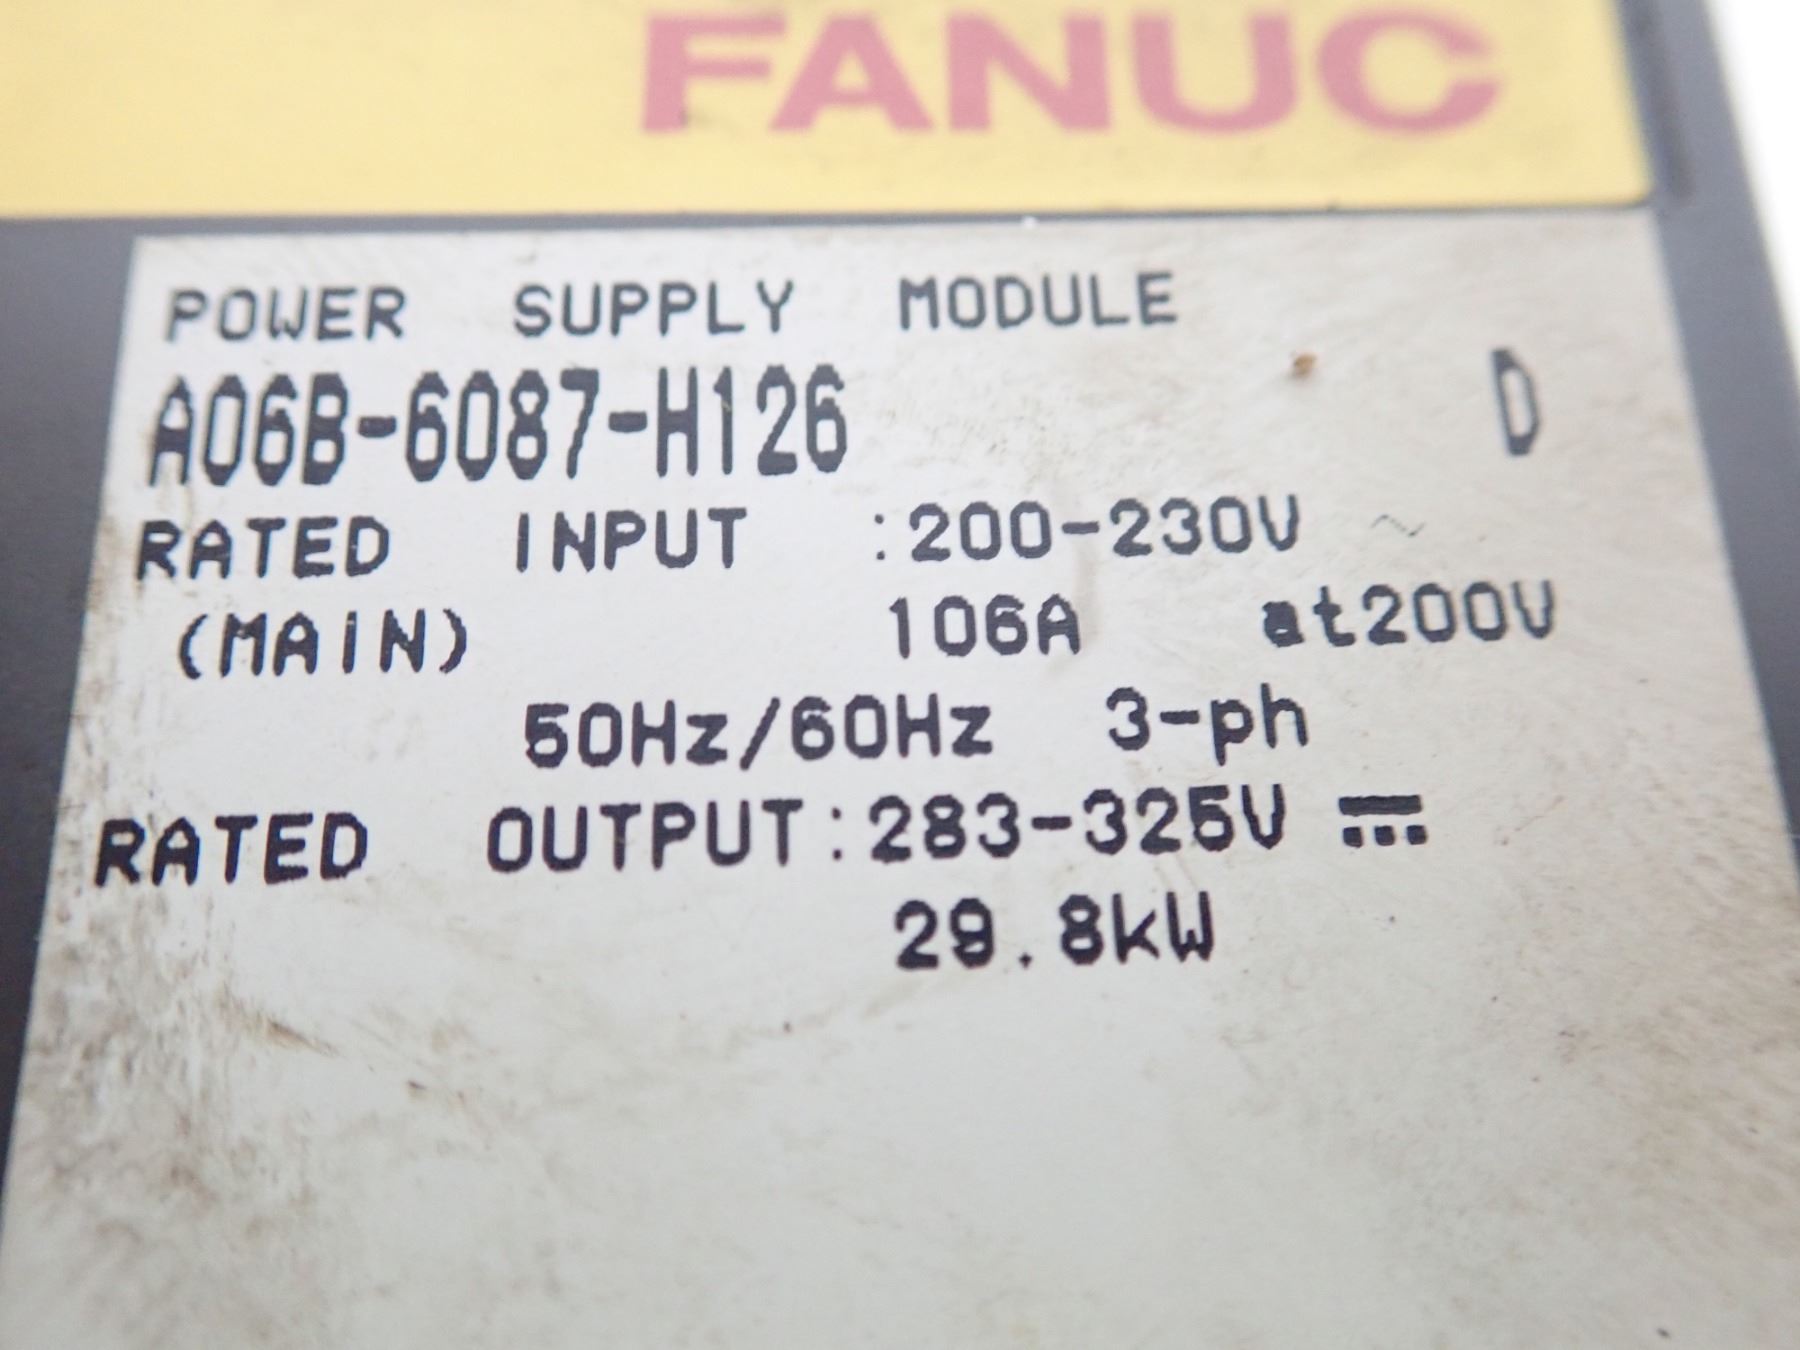 FANUC
POWER SUPPLY MODULE
A06B-6087-H126 D
RATED INPUT :200-230V ~
(MAIN) 106A at200V
50Hz/60Hz 3-ph
RATED OUTPUT:283-325V ⎓
29.8kW